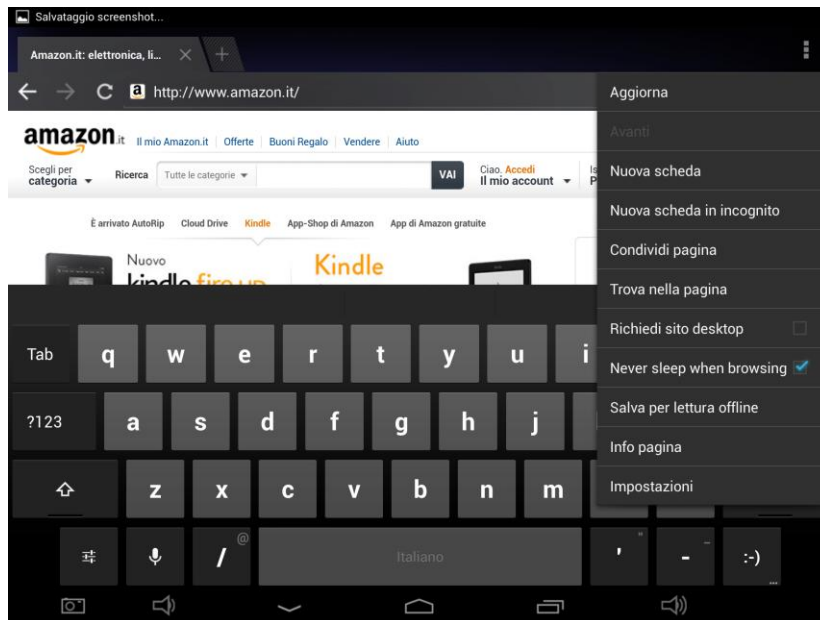 Salvataggio screenshot...
Amazon.it: elettronica, li...
http://www.amazon.it/
amazon.it Il mio Amazon.it Offerte Buoni Regalo Vendere Aiuto
Scegli per
categoria
Ricerca Tutte le categorie VAI
Ciao. Accedi
Il mio account
È arrivato AutoRip Cloud Drive Kindle App-Shop di Amazon App di Amazon gratuite
Nuovo
kindle fire HD
Kindle
Aggiorna
Avanti
Nuova scheda
Nuova scheda in incognito
Condividi pagina
Trova nella pagina
Richiedi sito desktop
Never sleep when browsing
Salva per lettura offline
Info pagina
Impostazioni
Tab q w e r t y u i
?123 a s d f g h j
z x c v b n m
/ @ Italiano ' " - _ :-) ...